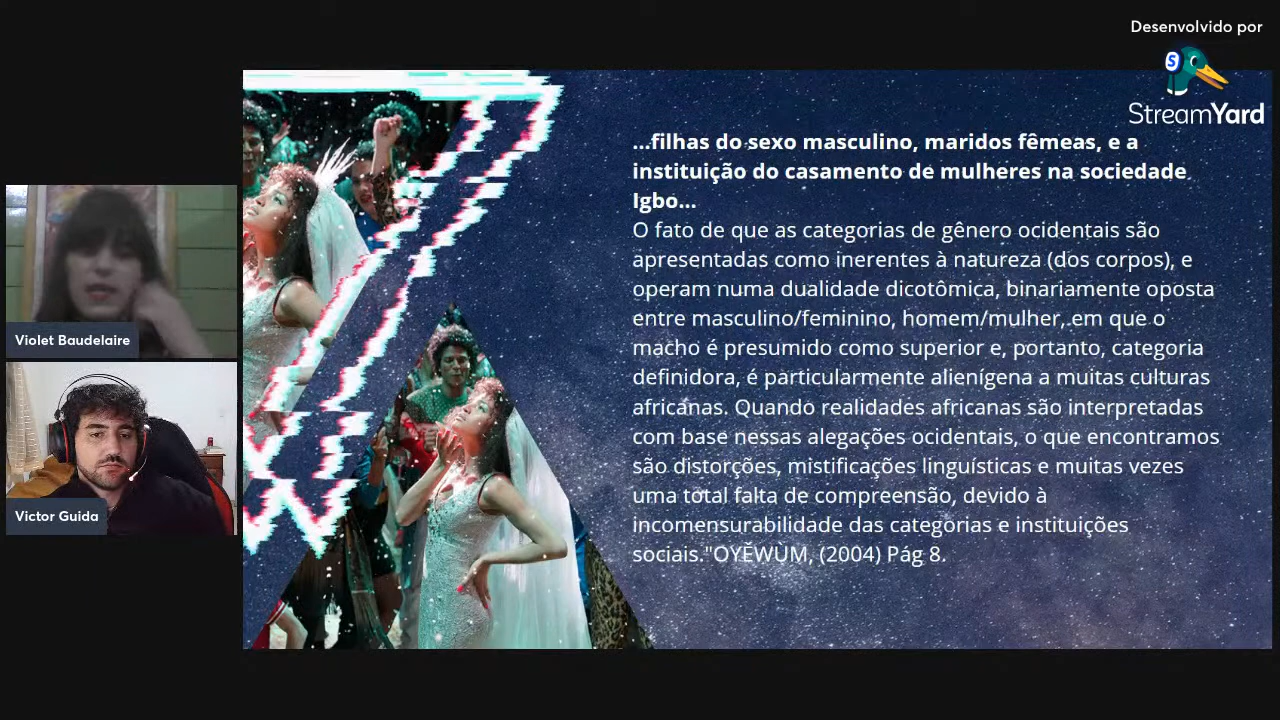 Desenvolvido por
StreamYard
...filhas do sexo masculino, maridos fêmeas, e a
instituição do casamento de mulheres na sociedade
Igbo...
O fato de que as categorias de gênero ocidentais são
apresentadas como inerentes à natureza (dos corpos), e
operam numa dualidade dicotômica, binariamente oposta
entre masculino/feminino, homem/mulher, em que o
macho é presumido como superior e, portanto, categoria
definidora, é particularmente alienígena a muitas culturas
africanas. Quando realidades africanas são interpretadas
com base nessas alegações ocidentais, o que encontramos
são distorções, mistificações linguísticas e muitas vezes
uma total falta de compreensão, devido à
incomensurabilidade das categorias e instituições
sociais."OYĚWÙM, (2004) Pág 8.
Violet Baudelaire
Victor Guida